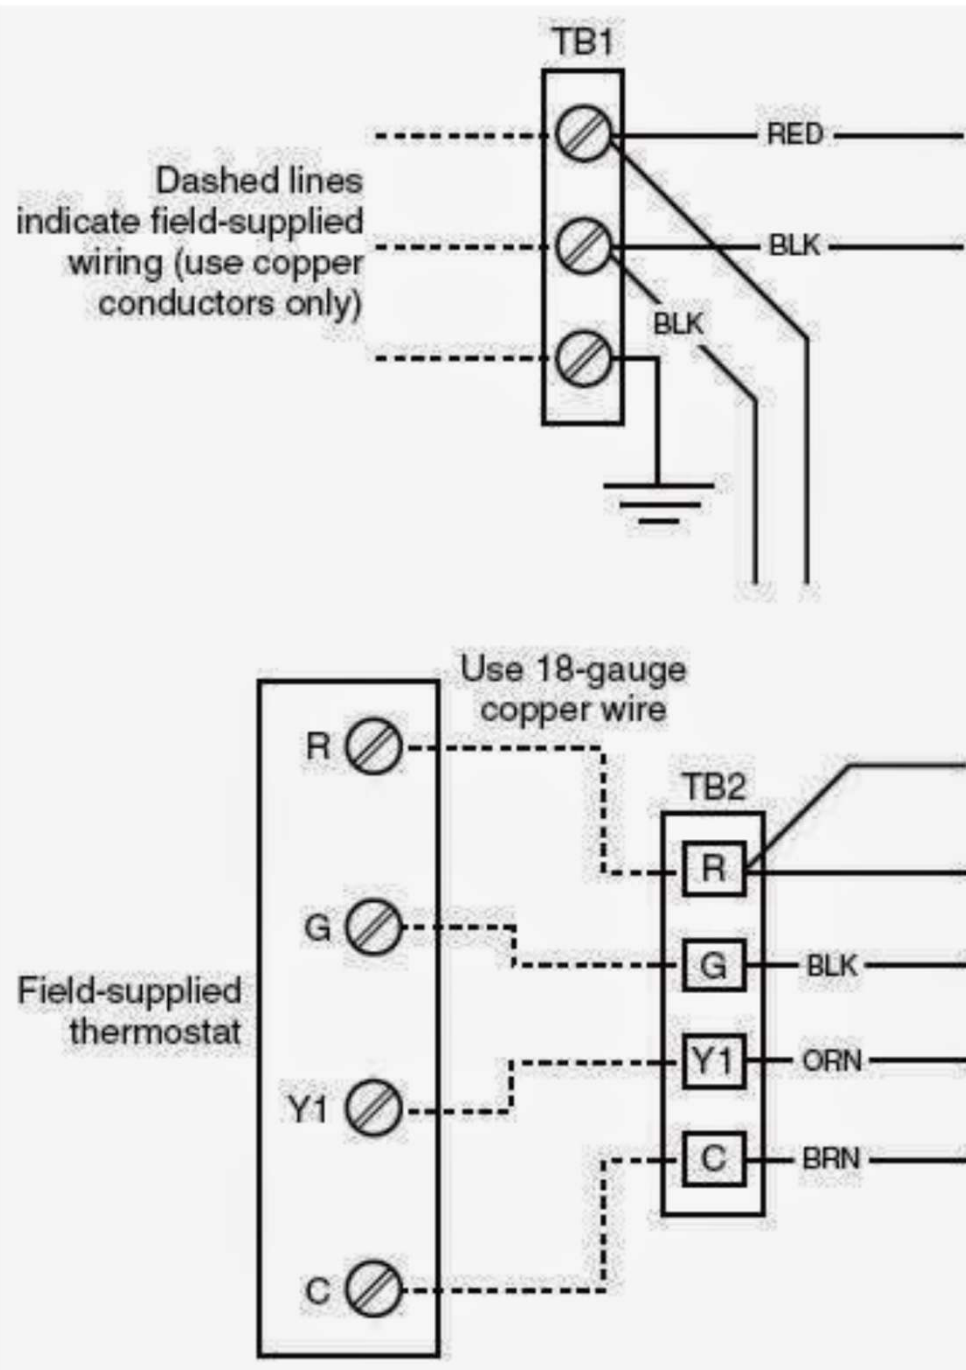 TB1
RED
Dashed lines
indicate field-supplied
wiring (use copper
conductors only)
BLK
BLK
Use 18-gauge
copper wire
R
TB2
R
G
G
BLK
Field-supplied
thermostat
Y1
Y1
ORN
C
BRN
C